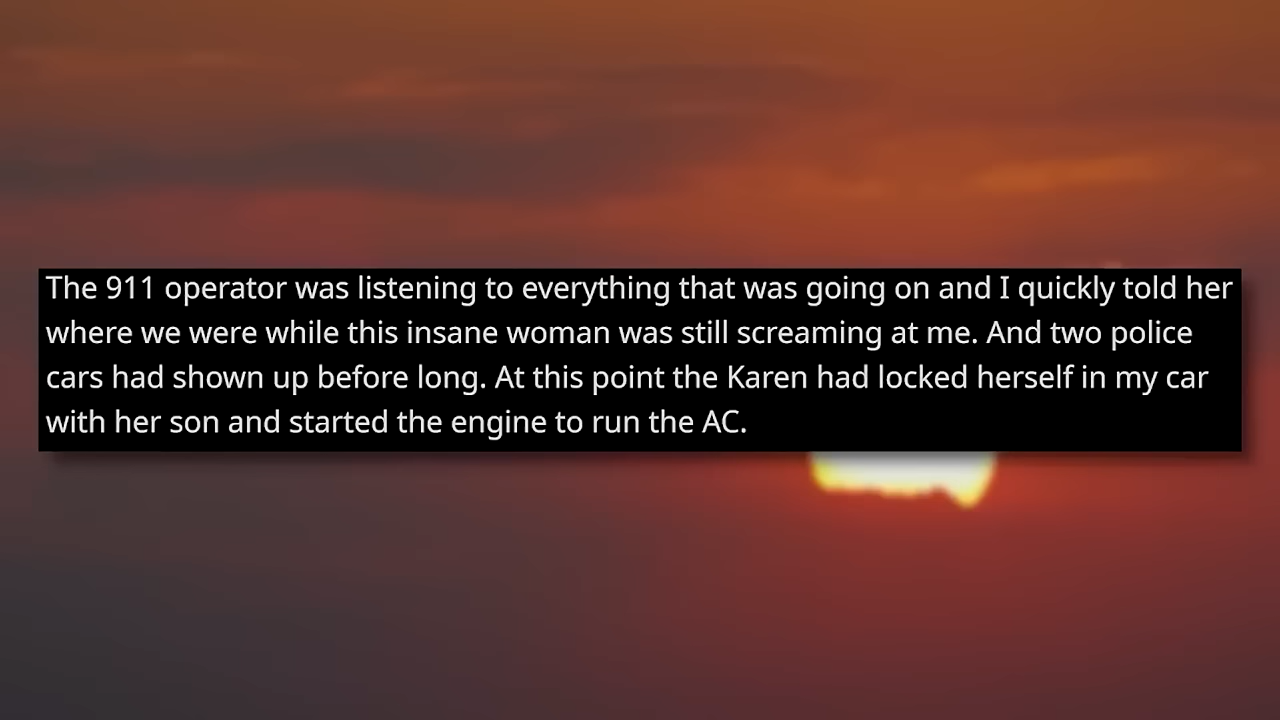 The 911 operator was listening to everything that was going on and I quickly told her
where we were while this insane woman was still screaming at me. And two police
cars had shown up before long. At this point the Karen had locked herself in my car
with her son and started the engine to run the AC.